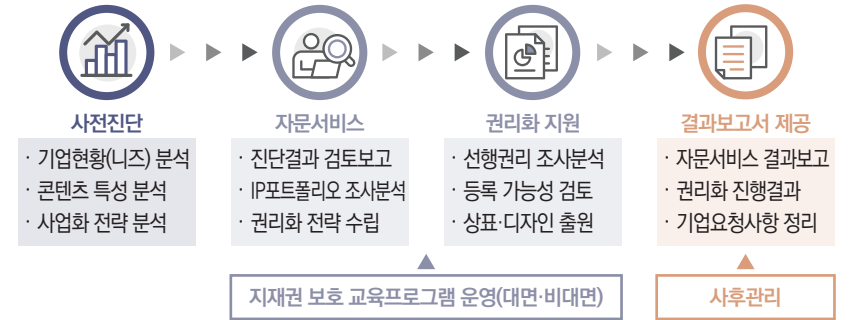 사전진단
· 기업현황(니즈) 분석
· 콘텐츠 특성 분석
· 사업화 전략 분석
자문서비스
· 진단결과 검토보고
· IP포트폴리오 조사분석
· 권리화 전략 수립
권리화 지원
· 선행권리 조사분석
· 등록 가능성 검토
· 상표·디자인 출원
결과보고서 제공
· 자문서비스 결과보고
· 권리화 진행결과
· 기업요청사항 정리
지재권 보호 교육프로그램 운영(대면·비대면)
사후관리